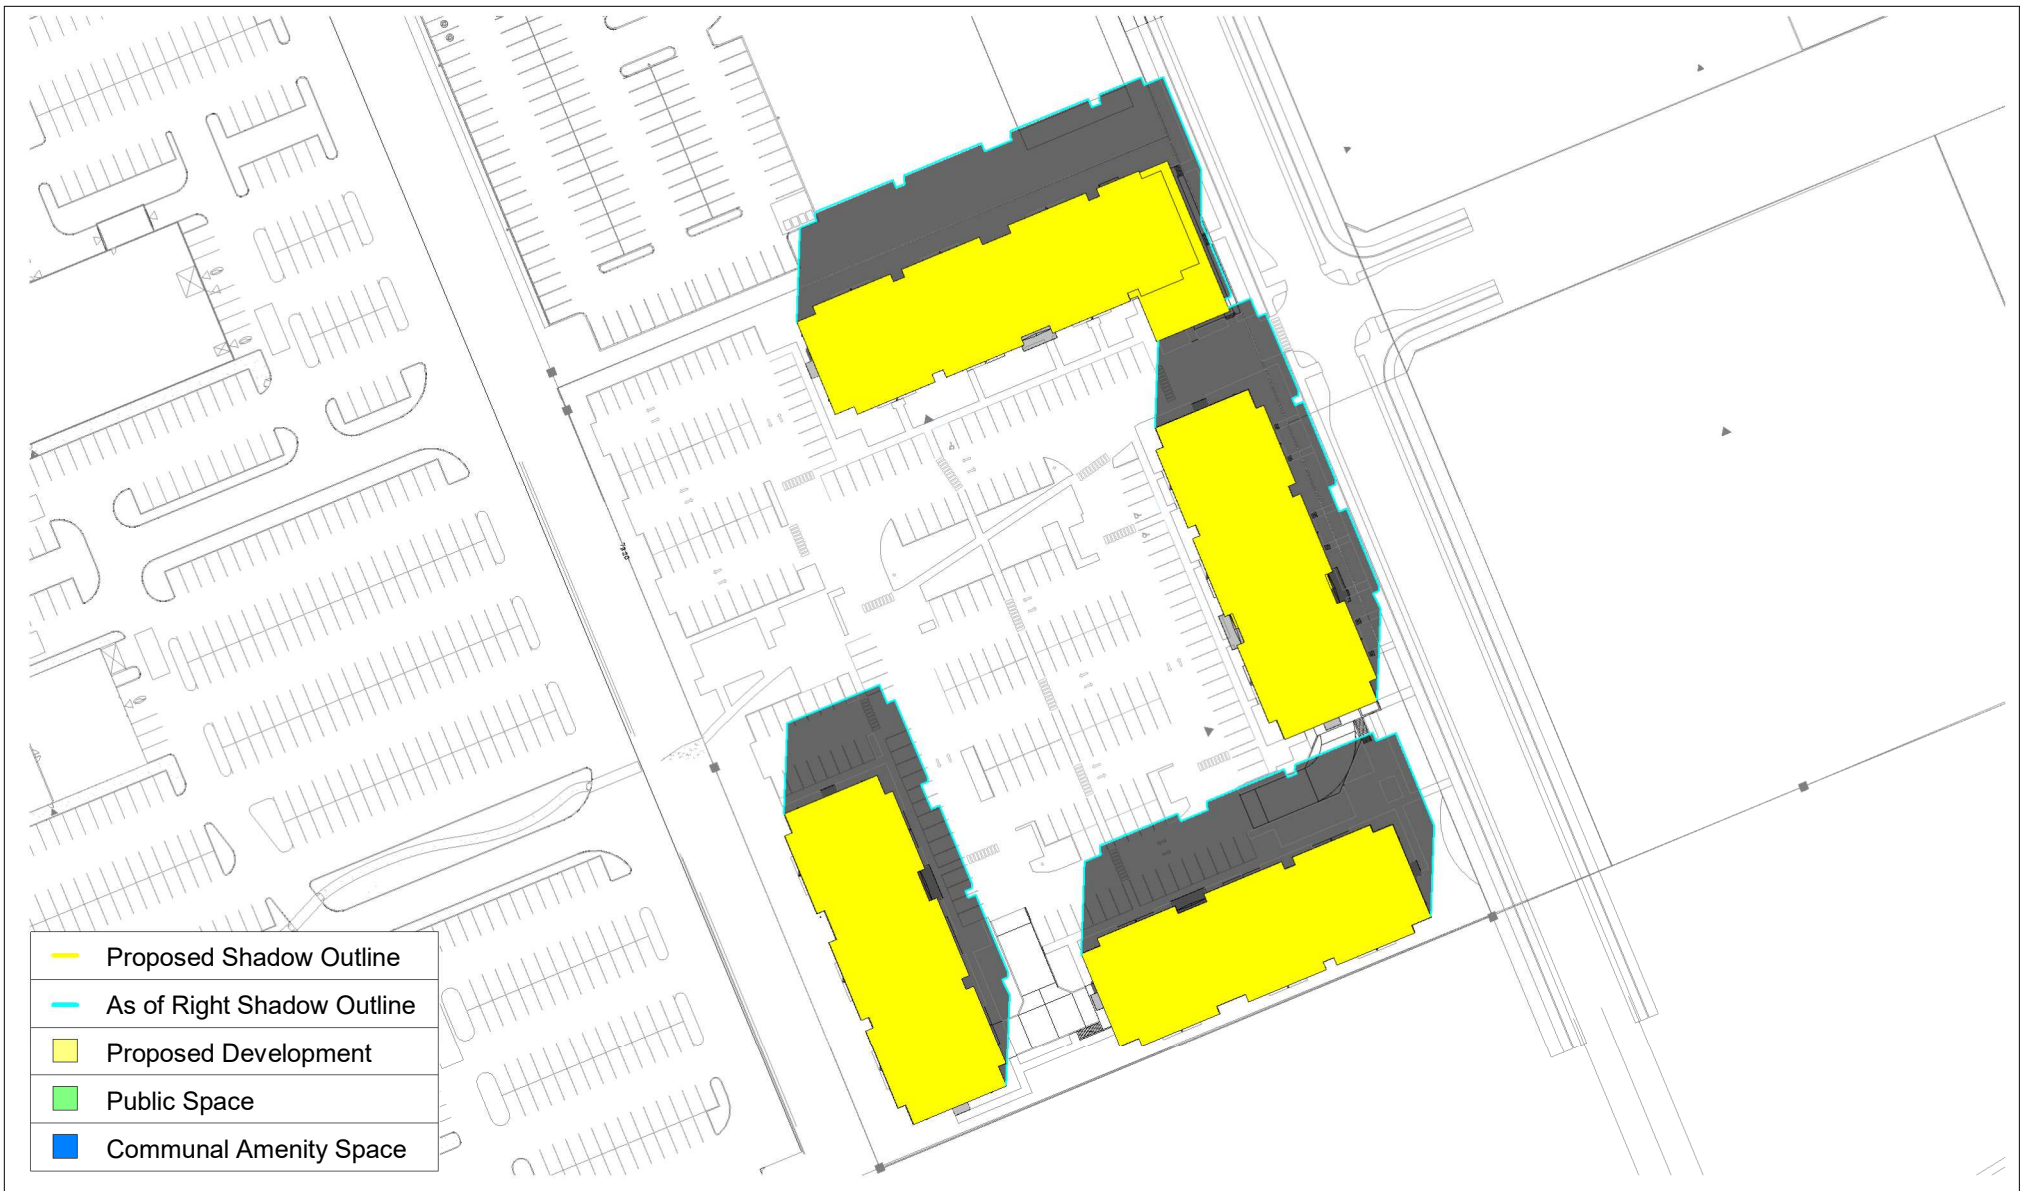 Proposed Shadow Outline
As of Right Shadow Outline
Proposed Development
Public Space
Communal Amenity Space